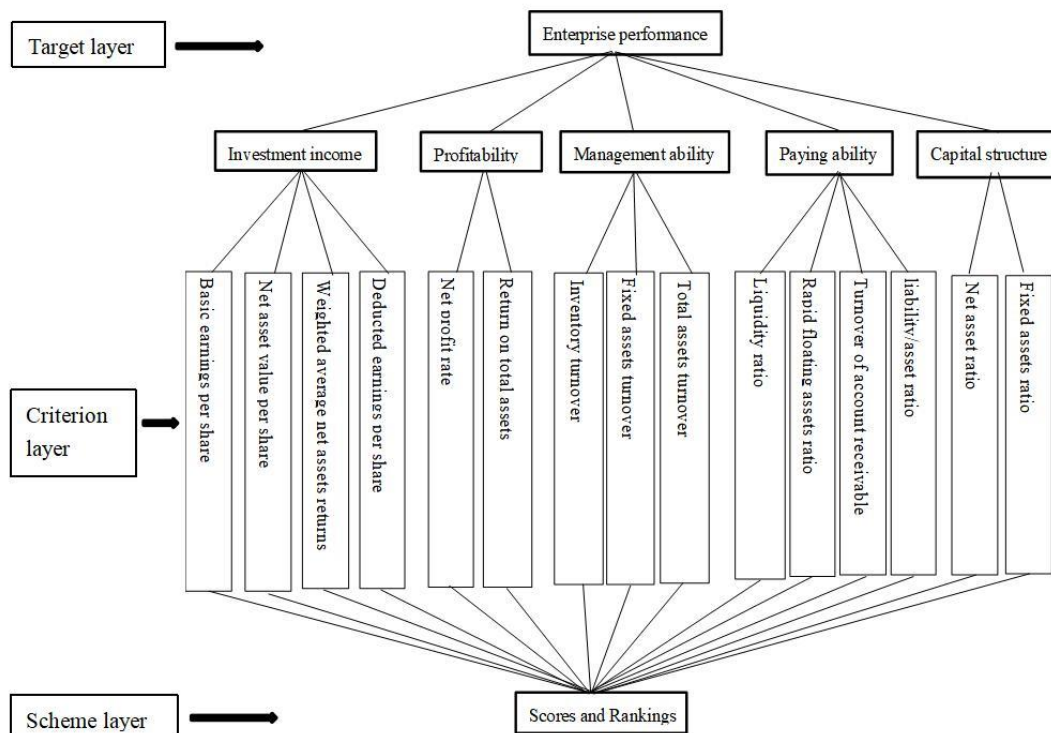 Target layer
Enterprise performance
Investment income
Profitability
Management ability
Paying ability
Capital structure
Criterion
layer
Basic earnings per share
Net asset value per share
Weighted average net assets returns
Deducted earnings per share
Net profit rate
Return on total assets
Inventory turnover
Fixed assets turnover
Total assets turnover
Liquidity ratio
Rapid floating assets ratio
Turnover of account receivable
liability/asset ratio
Net asset ratio
Fixed assets ratio
Scheme layer
Scores and Rankings